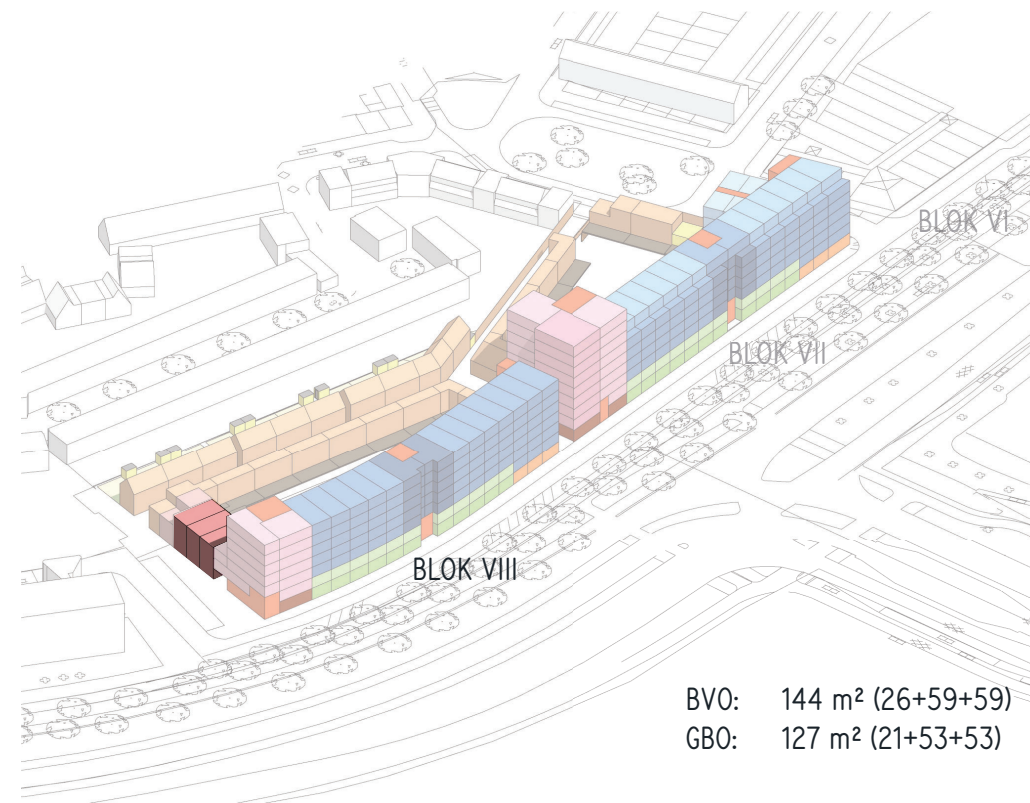 BLOK VI
BLOK VII
BLOK VIII
BVO: 144 m² (26+59+59)
GBO: 127 m² (21+53+53)